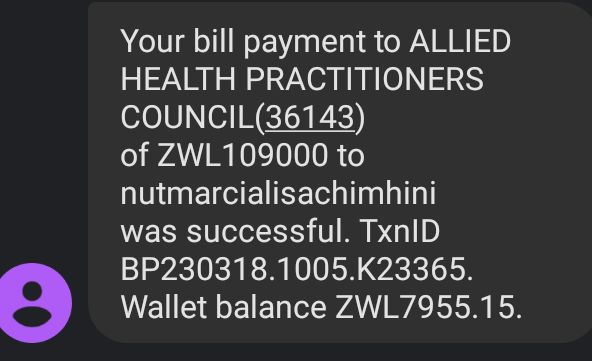 Your bill payment to ALLIED
HEALTH PRACTITIONERS
COUNCIL(36143)
of ZWL109000 to
nutmarcialisachimhini
was successful. TxnID
BP230318.1005.K23365.
Wallet balance ZWL7955.15.